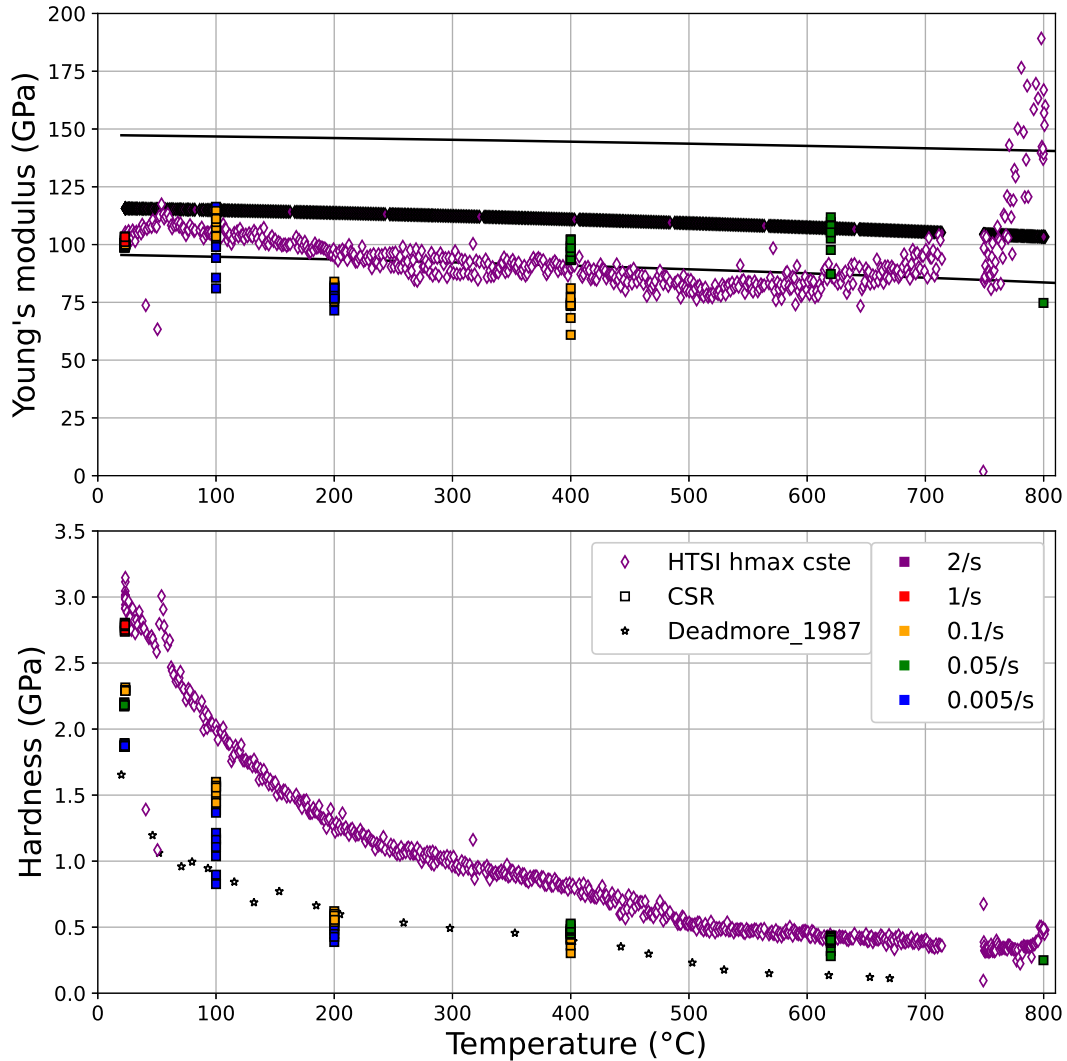 200
175
150
125
100
75
50
25
0
Young's modulus (GPa)
0 100 200 300 400 500 600 700 800
3.5
3.0
2.5
2.0
1.5
1.0
0.5
0.0
Hardness (GPa)
HTSI hmax cste
CSR
Deadmore_1987
2/s
1/s
0.1/s
0.05/s
0.005/s
0 100 200 300 400 500 600 700 800
Temperature (°C)